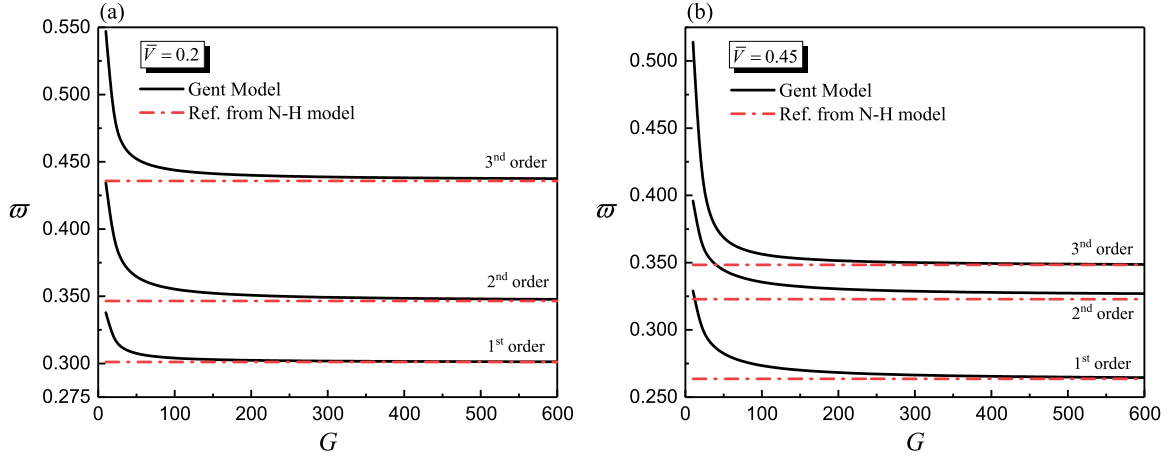 (a)
V̅ = 0.2
Gent Model
Ref. from N-H model
3nd order
2nd order
1st order
0.550
0.500
0.450
0.400
0.350
0.300
0.275
ϖ
0 100 200 300 400 500 600
G
(b)
V̅ = 0.45
Gent Model
Ref. from N-H model
3nd order
2nd order
1st order
0.500
0.450
0.400
0.350
0.300
0.250
ϖ
0 100 200 300 400 500 600
G